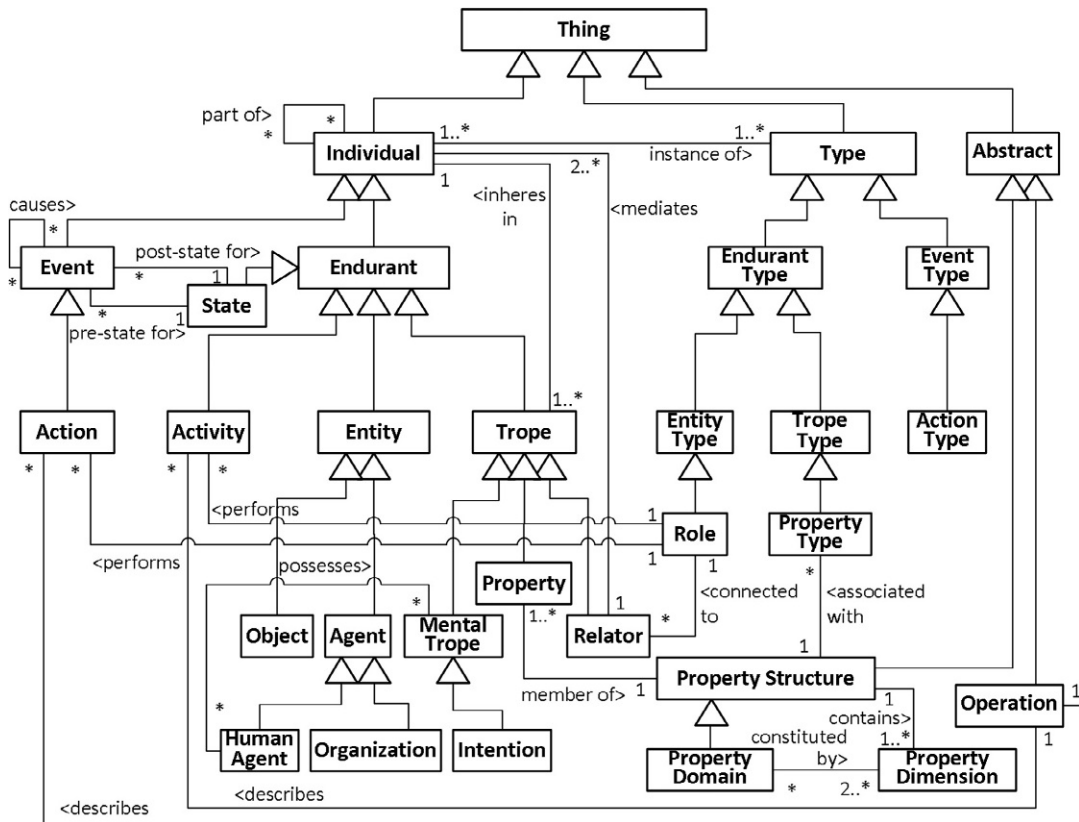 Thing
part of>
*
*
Individual
1..*
1..*
instance of>
Type
Abstract
1
2..*
<inheres
in
<mediates
causes>
*
*
Event
post-state for>
*
1
Endurant
State
*
1
pre-state for>
Endurant
Type
Event
Type
1..*
Action
Activity
Entity
Trope
Entity
Type
Trope
Type
Action
Type
*
*
*
*
<performs
1
Role
1
1
<performs
Property
Type
*
possesses>
Property
1..*
<connected
to
<associated
with
Object
Agent
*
Mental
Trope
1
Relator
*
1
member of>
1
Property Structure
1
contains>
1..*
Operation
1
1
*
Human
Agent
Organization
Intention
constituted
by>
Property
Domain
*
2..*
Property
Dimension
<describes
<describes